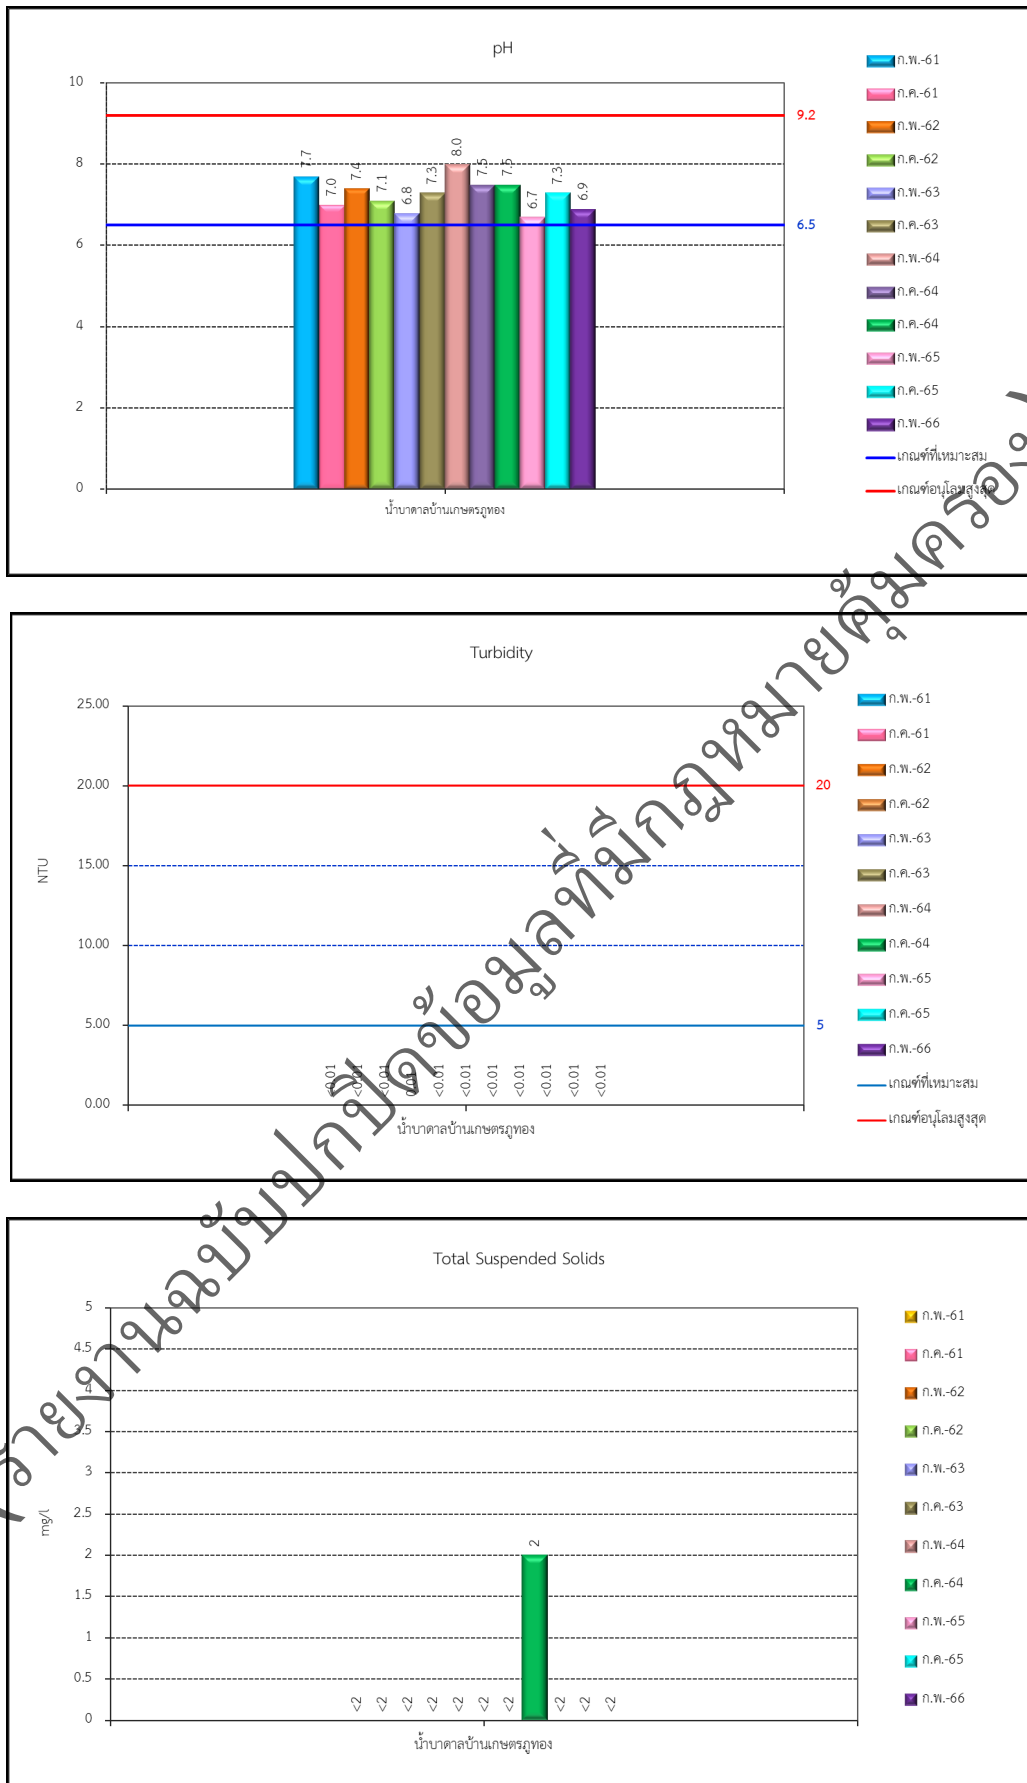 pH
10
8
6
4
2
0
9.2
6.5
7.7
7.0
7.4
7.1
6.8
7.3
8.0
7.5
7.5
6.7
7.3
6.9
น้ำบาดาลบ้านเกษตรภูทอง
ก.พ.-61
ก.ค.-61
ก.พ.-62
ก.ค.-62
ก.พ.-63
ก.ค.-63
ก.พ.-64
ก.ค.-64
ก.ค.-64
ก.พ.-65
ก.ค.-65
ก.พ.-66
เกณฑ์ที่เหมาะสม
เกณฑ์อนุโลมสูงสุด
Turbidity
NTU
25.00
20.00
15.00
10.00
5.00
0.00
20
5
<0.01
<0.01
<0.01
0.01
<0.01
<0.01
<0.01
<0.01
<0.01
<0.01
<0.01
น้ำบาดาลบ้านเกษตรภูทอง
ก.พ.-61
ก.ค.-61
ก.พ.-62
ก.ค.-62
ก.พ.-63
ก.ค.-63
ก.พ.-64
ก.ค.-64
ก.พ.-65
ก.ค.-65
ก.พ.-66
เกณฑ์ที่เหมาะสม
เกณฑ์อนุโลมสูงสุด
Total Suspended Solids
mg/l
5
4.5
4
3.5
3
2.5
2
1.5
1
0.5
0
<2
<2
<2
<2
<2
<2
<2
2
<2
<2
<2
น้ำบาดาลบ้านเกษตรภูทอง
ก.พ.-61
ก.ค.-61
ก.พ.-62
ก.ค.-62
ก.พ.-63
ก.ค.-63
ก.พ.-64
ก.ค.-64
ก.พ.-65
ก.ค.-65
ก.พ.-66
(รายงานฉบับปกปิดข้อมูลที่มีกฎหมายคุ้มครอง)